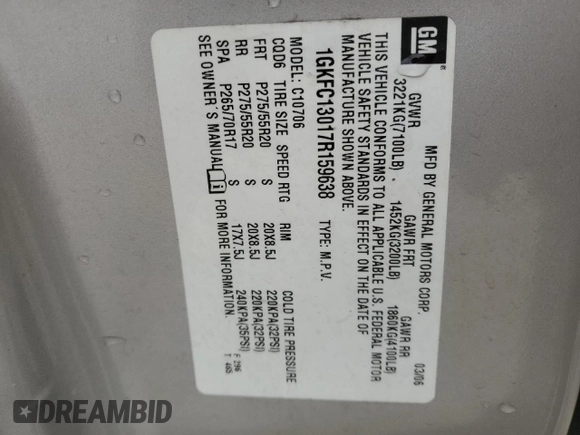 GM
MFD BY GENERAL MOTORS CORP. 03/06
GVWR GAWR FRT GAWR RR
3221KG(7100LB) 1452KG(3200LB) 1860KG(4100LB)
THIS VEHICLE CONFORMS TO ALL APPLICABLE U.S. FEDERAL MOTOR
VEHICLE SAFETY STANDARDS IN EFFECT ON THE DATE OF
MANUFACTURE SHOWN ABOVE.
1GKFC13017R159638 TYPE: M.P.V.
MODEL: C10706
CQD6 TIRE SIZE SPEED RTG RIM COLD TIRE PRESSURE
FRT P275/55R20 S 20X8.5J 220KPA(32PSI)
RR P275/55R20 S 20X8.5J 220KPA(32PSI)
SPA P265/70R17 17X7.5J 240KPA(35PSI)
SEE OWNER'S MANUAL i FOR MORE INFORMATION.
DREAMBID